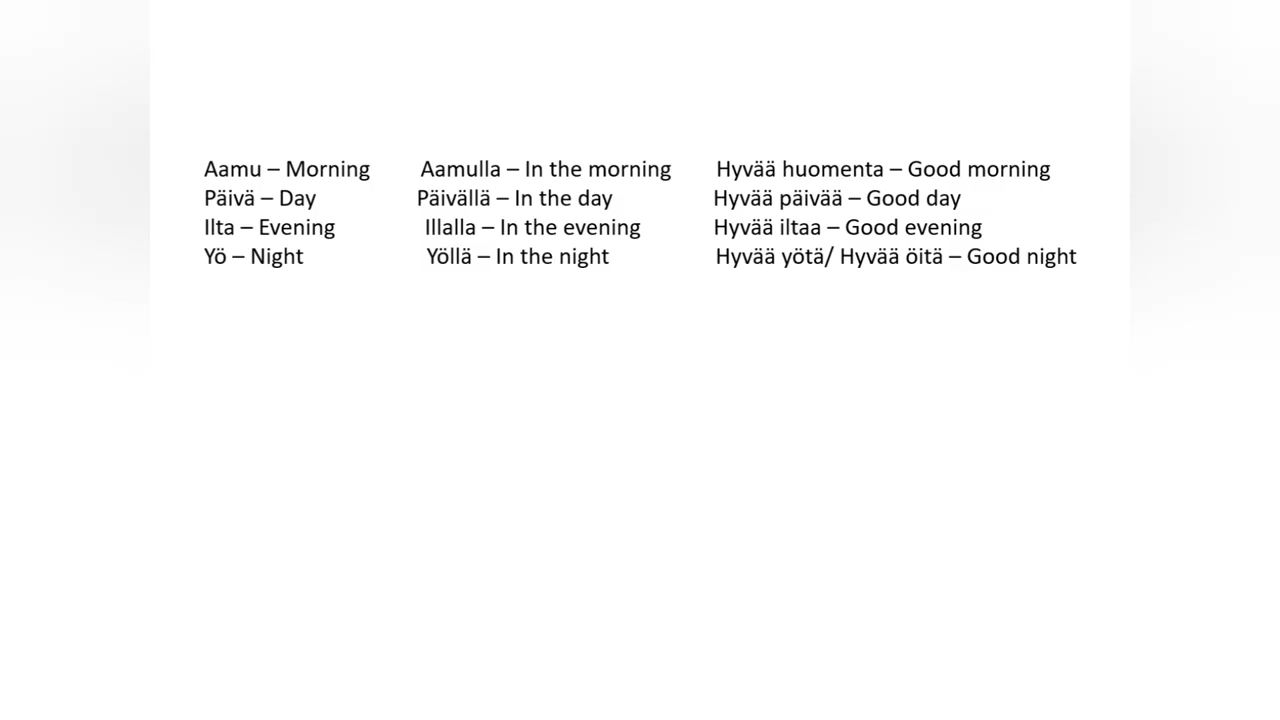 Aamu – Morning Aamulla – In the morning Hyvää huomenta – Good morning
Päivä – Day Päivällä – In the day Hyvää päivää – Good day
Ilta – Evening Illalla – In the evening Hyvää iltaa – Good evening
Yö – Night Yöllä – In the night Hyvää yötä/ Hyvää öitä – Good night